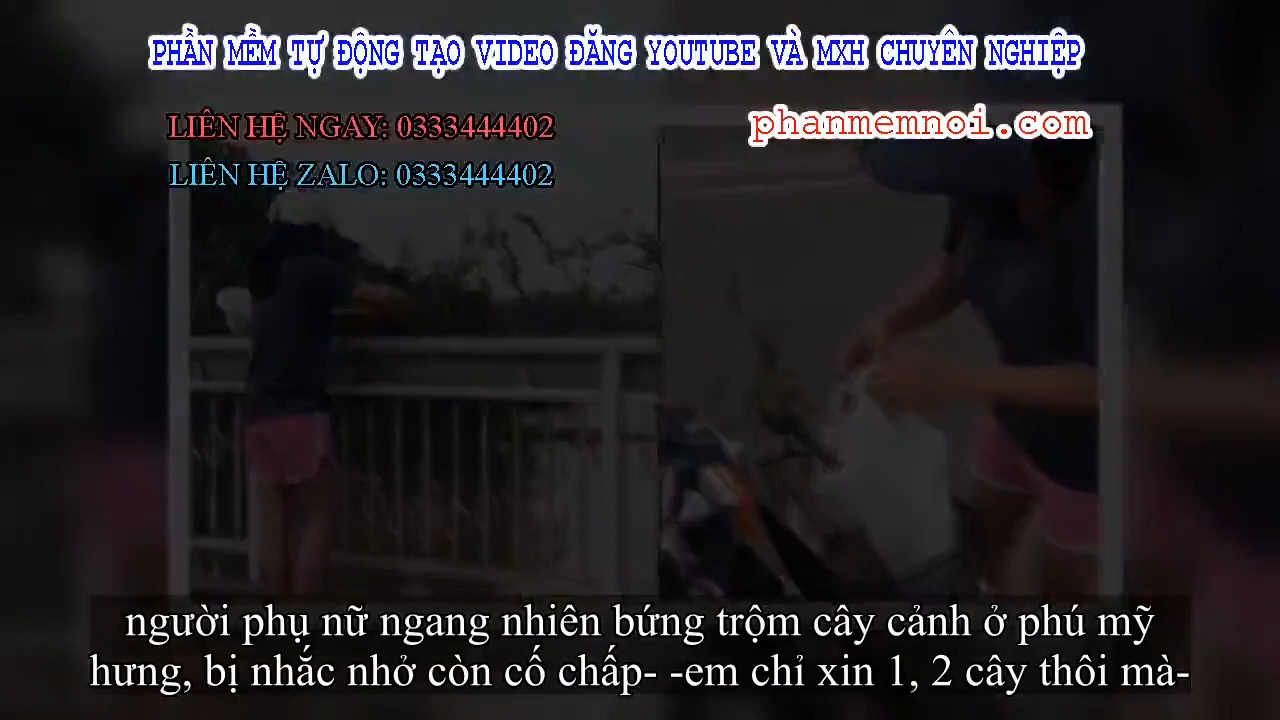 PHẦN MỀM TỰ ĐỘNG TẠO VIDEO ĐĂNG YOUTUBE VÀ MXH CHUYÊN NGHIỆP
LIÊN HỆ NGAY: 0333444402
phanmemnoi.com
LIÊN HỆ ZALO: 0333444402
người phụ nữ ngang nhiên bứng trộm cây cảnh ở phú mỹ
hưng, bị nhắc nhở còn cố chấp- -em chỉ xin 1, 2 cây thôi mà-